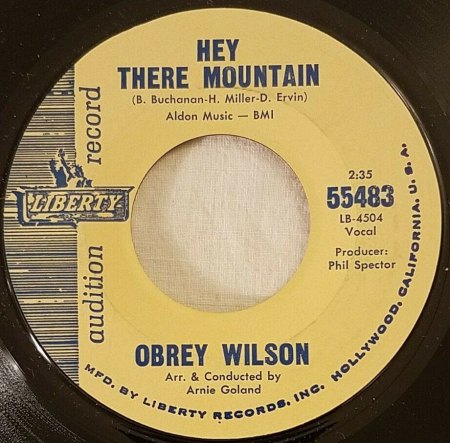 HEY
THERE MOUNTAIN
(B. Buchanan-H. Miller-D. Ervin)
Aldon Music — BMI
audition record
LIBERTY
2:35
55483
LB-4504
Vocal
Producer:
Phil Spector
OBREY WILSON
Arr. & Conducted by
Arnie Goland
MFD. BY LIBERTY RECORDS, INC. HOLLYWOOD, CALIFORNIA, U. S. A.